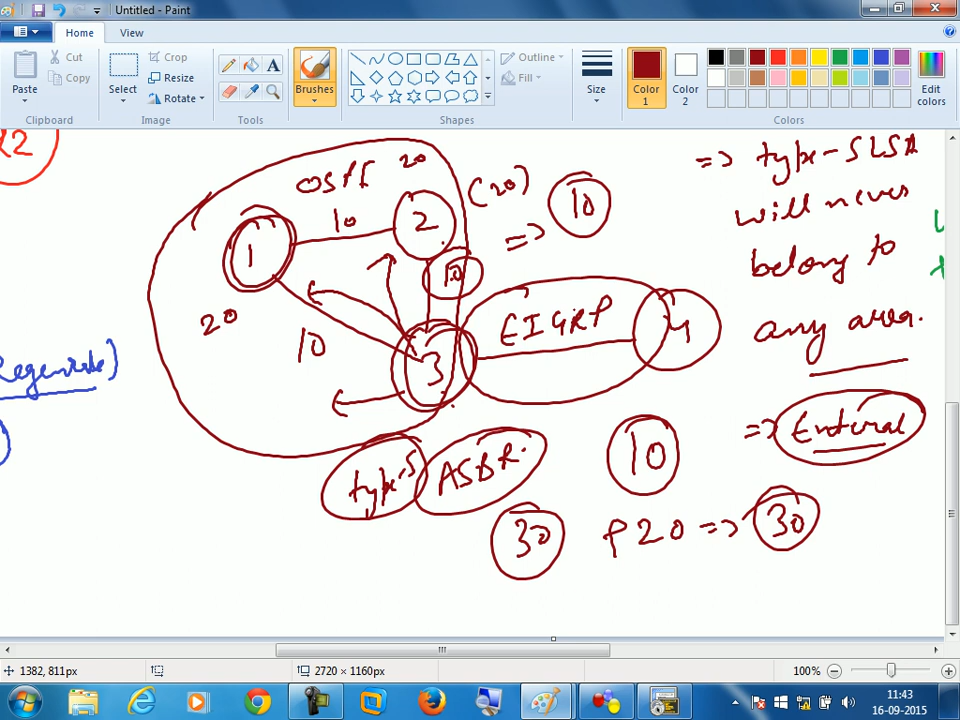 Untitled - Paint
Home
View
Paste
Cut
Copy
Clipboard
Select
Crop
Resize
Rotate
Image
A
Tools
Brushes
Shapes
Outline
Fill
Size
Color 1
Color 2
Edit colors
Colors
OSPF
20
(20)
10
=> 10
1
2
10
20
10
3
EIGRP
4
=> type-5 LSA
will never
belong to
any area.
Regenerate)
=> External
type-5
ASBR.
10
30
P 20 => 30
1382, 811px
2720 × 1160px
100%
11:43
16-09-2015